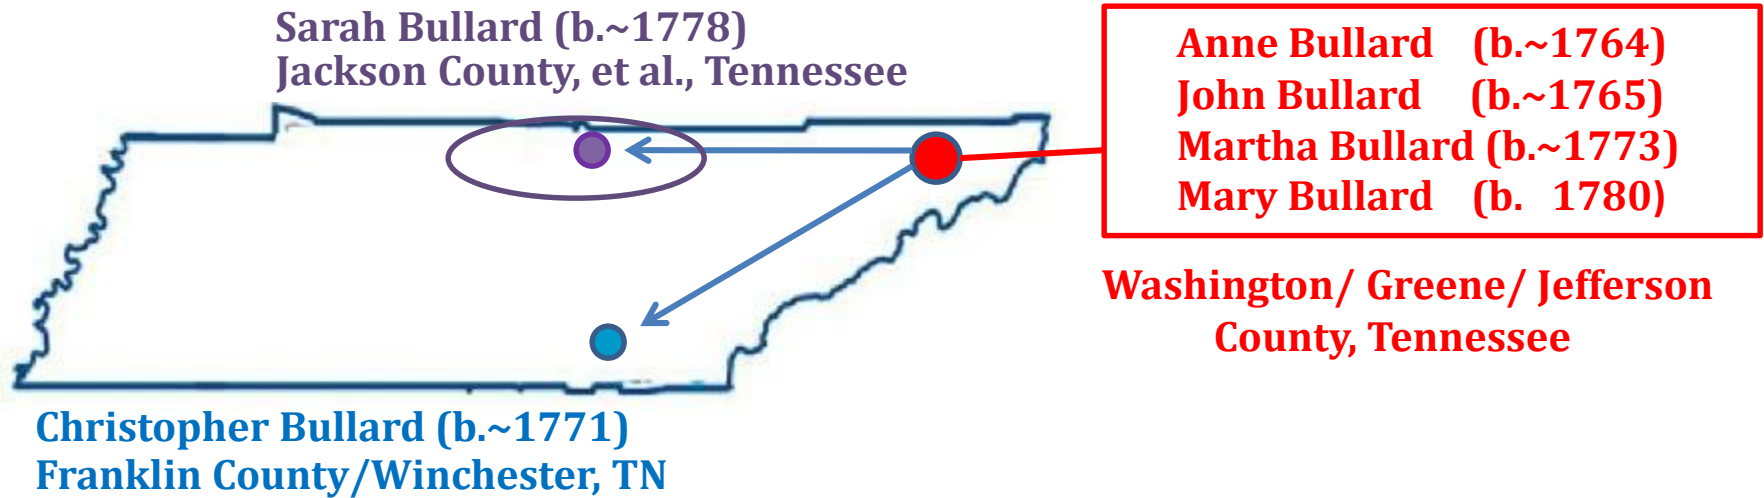 Sarah Bullard (b.~1778)
Jackson County, et al., Tennessee
Anne Bullard (b.~1764)
John Bullard (b.~1765)
Martha Bullard (b.~1773)
Mary Bullard (b. 1780)
Washington/ Greene/ Jefferson
County, Tennessee
Christopher Bullard (b.~1771)
Franklin County/Winchester, TN